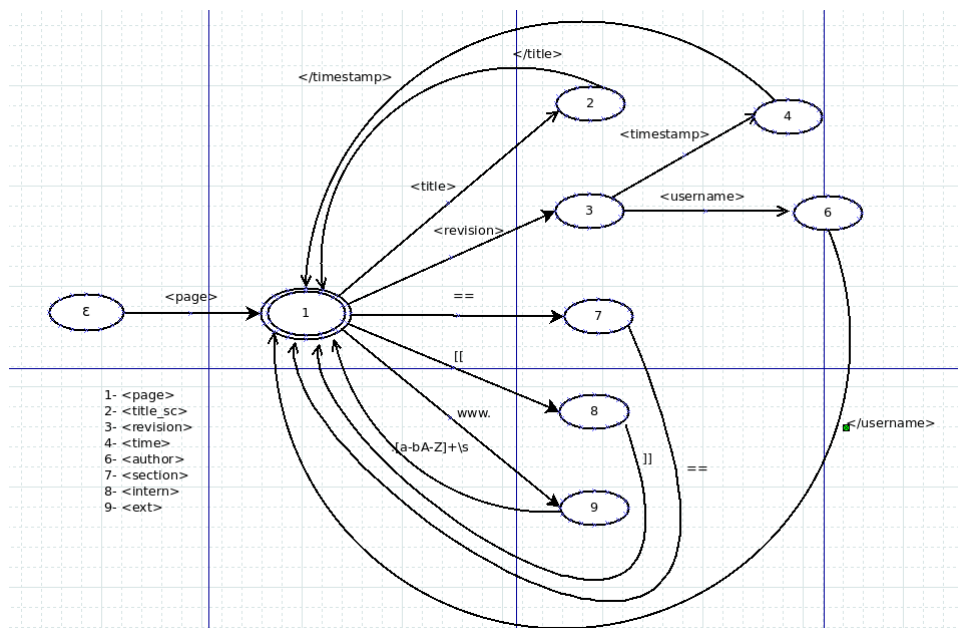 </title>
</timestamp>
2
4
<timestamp>
<title>
<username>
3
6
<revision>
<page>
==
ε
1
7
[[
1- <page>
2- <title_sc>
3- <revision>
4- <time>
6- <author>
7- <section>
8- <intern>
9- <ext>
www.
8
</username>
.[a-bA-Z]+\s
]]
==
9